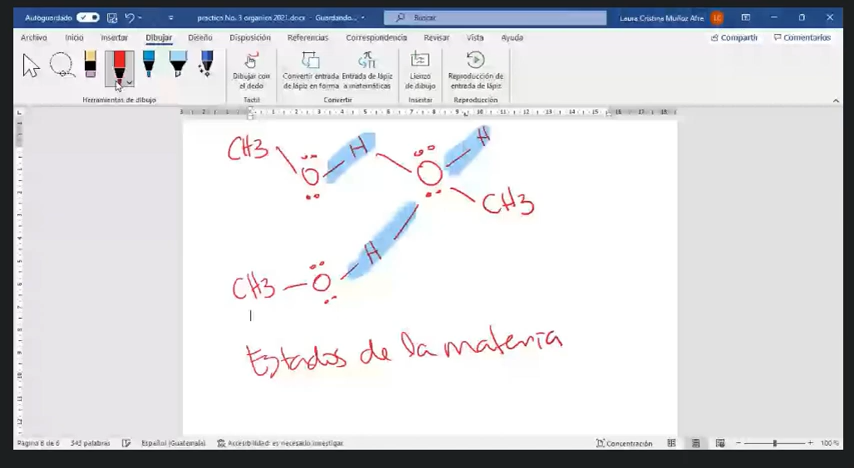 Autoguardado
practica No. 3 organica 2021.docx - Guardando...
Buscar
Laura Cristina Muñoz Afre
LC
Archivo Inicio Insertar Dibujar Diseño Disposición Referencias Correspondencia Revisar Vista Ayuda
Compartir Comentarios
Dibujar con el dedo
Convertir entrada de lápiz en forma
Entrada de lápiz a matemáticas
Lienzo de dibujo
Reproducción de entrada de lápiz
Herramientas de dibujo Táctil Convertir Insertar Reproducción
CH3 O H O H
CH3
CH3 O H
Estados de la materia
Página 6 de 6 545 palabras Español (Guatemala) Accesibilidad: es necesario investigar Concentración 100 %